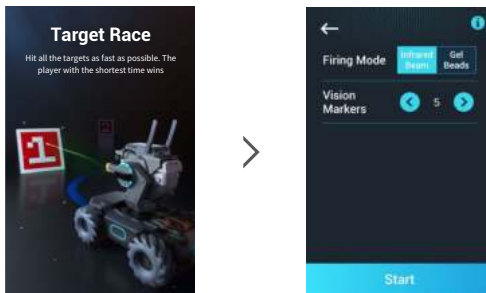 Target Race
Hit all the targets as fast as possible. The
player with the shortest time wins
1
Firing Mode
Infrared
Beam
Gel
Beads
Vision
Markers
5
Start